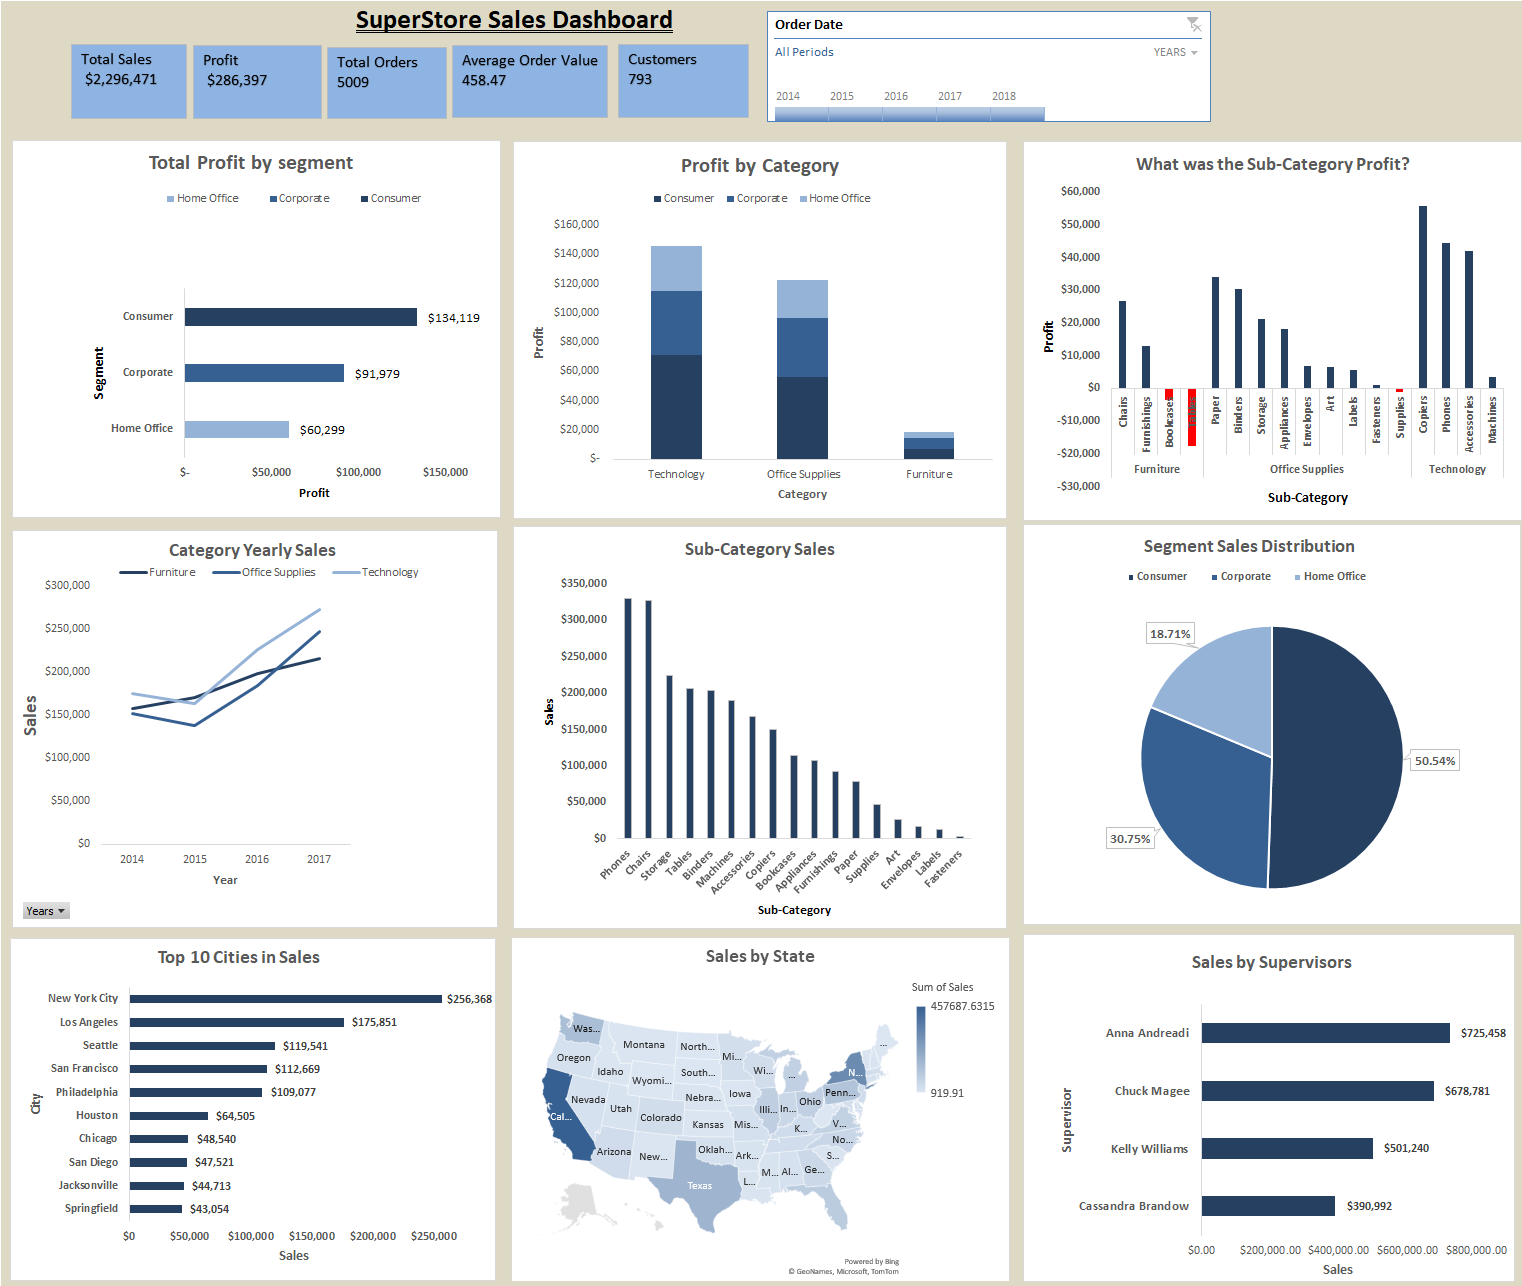 SuperStore Sales Dashboard
Total Sales
$2,296,471
Profit
$286,397
Total Orders
5009
Average Order Value
458.47
Customers
793
Order Date
All Periods
YEARS
2014 2015 2016 2017 2018
Total Profit by segment
Home Office Corporate Consumer
Segment
Consumer $134,119
Corporate $91,979
Home Office $60,299
$- $50,000 $100,000 $150,000
Profit
Profit by Category
Consumer Corporate Home Office
Profit
$160,000
$140,000
$120,000
$100,000
$80,000
$60,000
$40,000
$20,000
$-
Technology Office Supplies Furniture
Category
What was the Sub-Category Profit?
Profit
$60,000
$50,000
$40,000
$30,000
$20,000
$10,000
$0
-$10,000
-$20,000
-$30,000
Chairs
Furnishings
Bookcases
Paper
Binders
Storage
Appliances
Envelopes
Art
Labels
Fasteners
Supplies
Copiers
Phones
Accessories
Machines
Furniture Office Supplies Technology
Sub-Category
Category Yearly Sales
Furniture Office Supplies Technology
Sales
$300,000
$250,000
$200,000
$150,000
$100,000
$50,000
$0
2014 2015 2016 2017
Year
Years
Sub-Category Sales
Sales
$350,000
$300,000
$250,000
$200,000
$150,000
$100,000
$50,000
$0
Phones
Chairs
Storage
Tables
Binders
Machines
Accessories
Copiers
Bookcases
Appliances
Furnishings
Paper
Supplies
Art
Envelopes
Labels
Fasteners
Sub-Category
Segment Sales Distribution
Consumer Corporate Home Office
18.71%
50.54%
30.75%
Top 10 Cities in Sales
City
New York City $256,368
Los Angeles $175,851
Seattle $119,541
San Francisco $112,669
Philadelphia $109,077
Houston $64,505
Chicago $48,540
San Diego $47,521
Jacksonville $44,713
Springfield $43,054
$0 $50,000 $100,000 $150,000 $200,000 $250,000
Sales
Sales by State
Sum of Sales
457687.6315
919.91
Was...
Montana
North...
Mi...
...
Oregon
Idaho
Wyomi...
South...
Wi...
...
N...
Nevada
Utah
Colorado
Nebra...
Iowa
Illi...
In...
Ohio
Penn...
Cal...
Kansas
Mis...
K...
V...
Arizona
New...
Oklah...
Ark...
No...
S...
Texas
L...
M...
Al...
Ge...
Powered by Bing
© GeoNames, Microsoft, TomTom
Sales by Supervisors
Supervisor
Anna Andreadi $725,458
Chuck Magee $678,781
Kelly Williams $501,240
Cassandra Brandow $390,992
$0.00 $200,000.00 $400,000.00 $600,000.00 $800,000.00
Sales